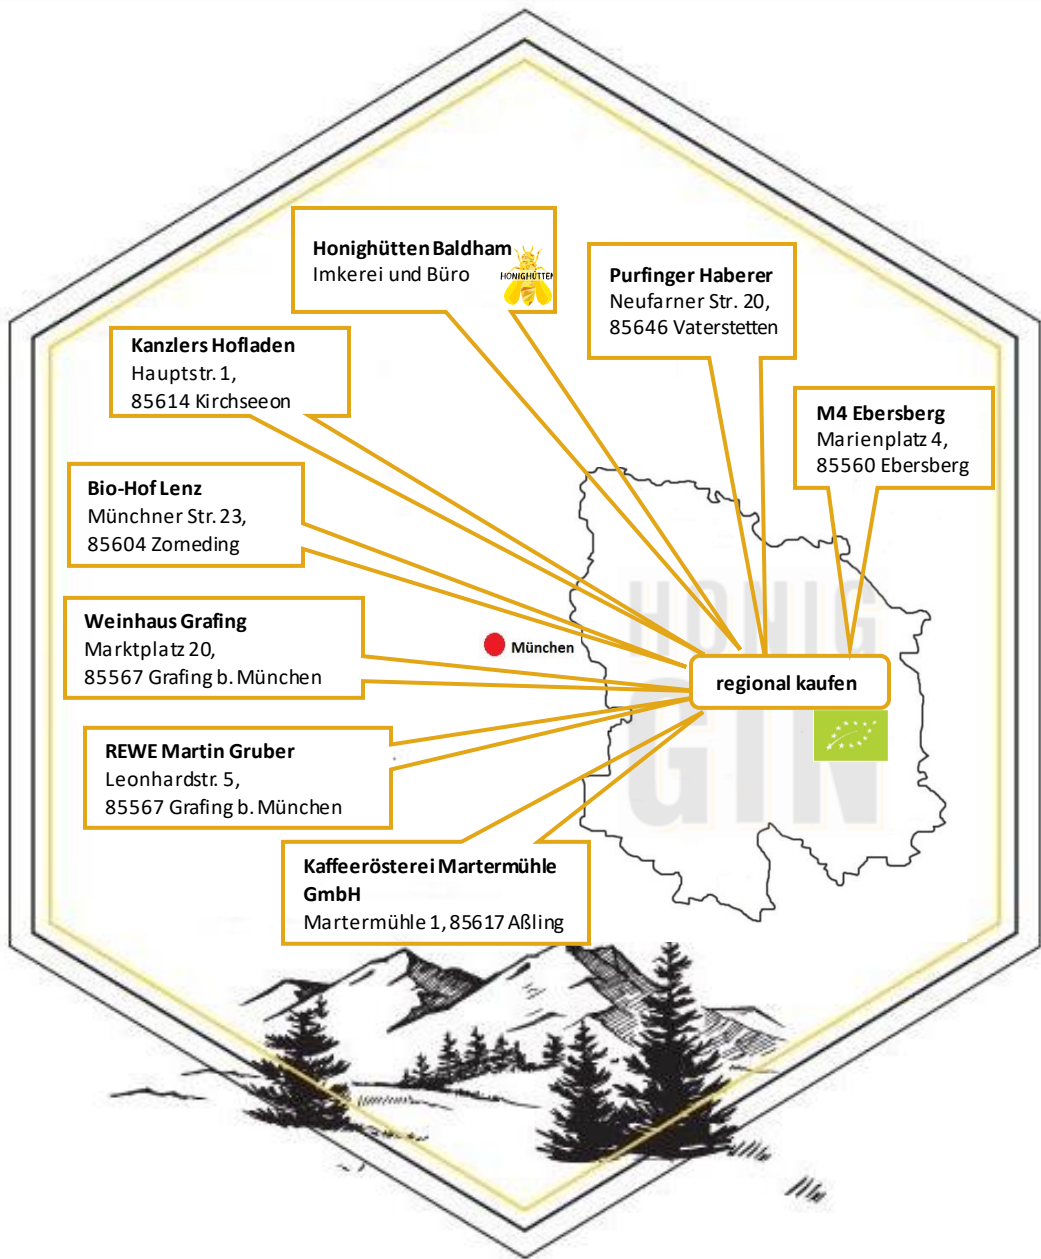 Honighütten Baldham
Imkerei und Büro
HONIGHÜTTEN
Purfinger Haberer
Neufarner Str. 20,
85646 Vaterstetten
Kanzlers Hofladen
Hauptstr. 1,
85614 Kirchseeon
M4 Ebersberg
Marienplatz 4,
85560 Ebersberg
Bio-Hof Lenz
Münchner Str. 23,
85604 Zorneding
Weinhaus Grafing
Marktplatz 20,
85567 Grafing b. München
München
HONIG
GIN
regional kaufen
REWE Martin Gruber
Leonhardstr. 5,
85567 Grafing b. München
Kaffeerösterei Martermühle
GmbH
Martermühle 1, 85617 Aßling